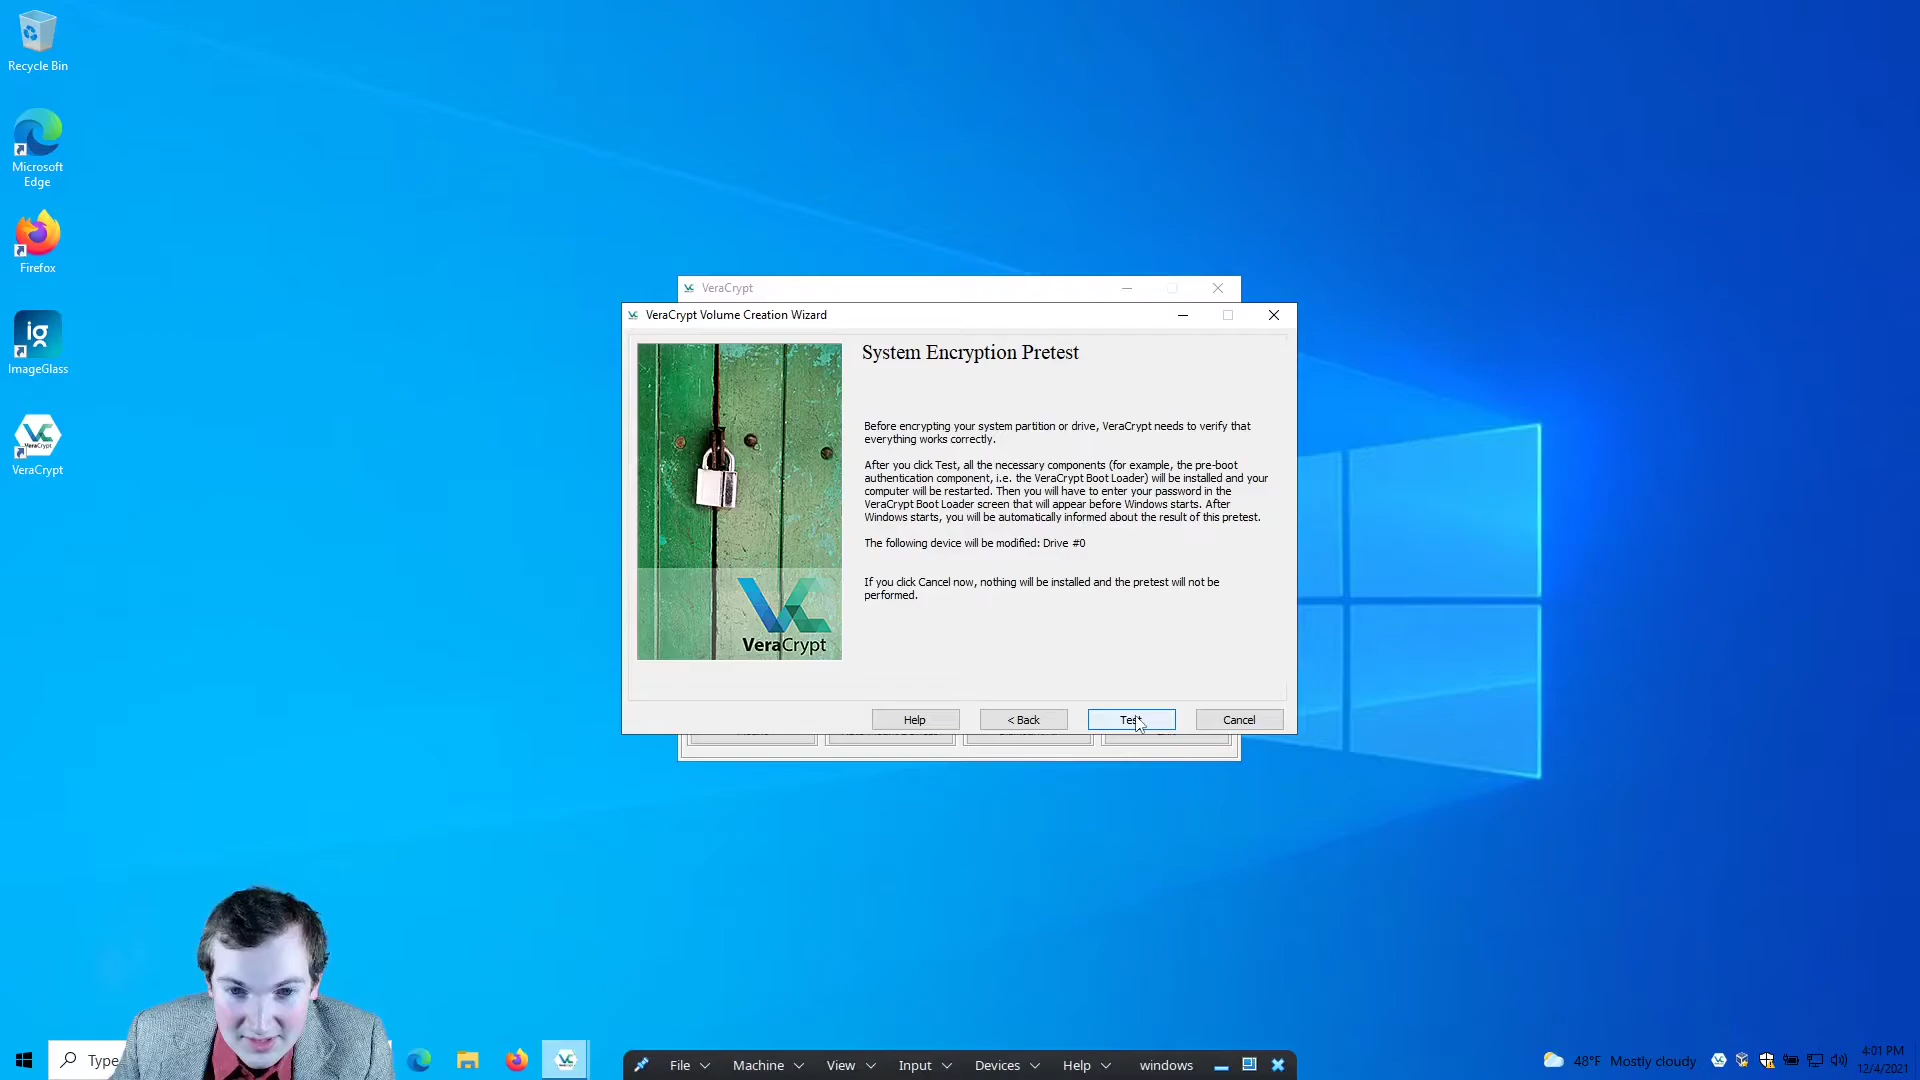 Recycle Bin
Microsoft
Edge
Firefox
ig
ImageGlass
VeraCrypt
VeraCrypt
VeraCrypt
VeraCrypt Volume Creation Wizard
System Encryption Pretest
Before encrypting your system partition or drive, VeraCrypt needs to verify that
everything works correctly.
After you click Test, all the necessary components (for example, the pre-boot
authentication component, i.e. the VeraCrypt Boot Loader) will be installed and your
computer will be restarted. Then you will have to enter your password in the
VeraCrypt Boot Loader screen that will appear before Windows starts. After
Windows starts, you will be automatically informed about the result of this pretest.
The following device will be modified: Drive #0
If you click Cancel now, nothing will be installed and the pretest will not be
performed.
VeraCrypt
Help
< Back
Test
Cancel
Type
File
Machine
View
Input
Devices
Help
windows
48°F Mostly cloudy
4:01 PM
12/4/2021